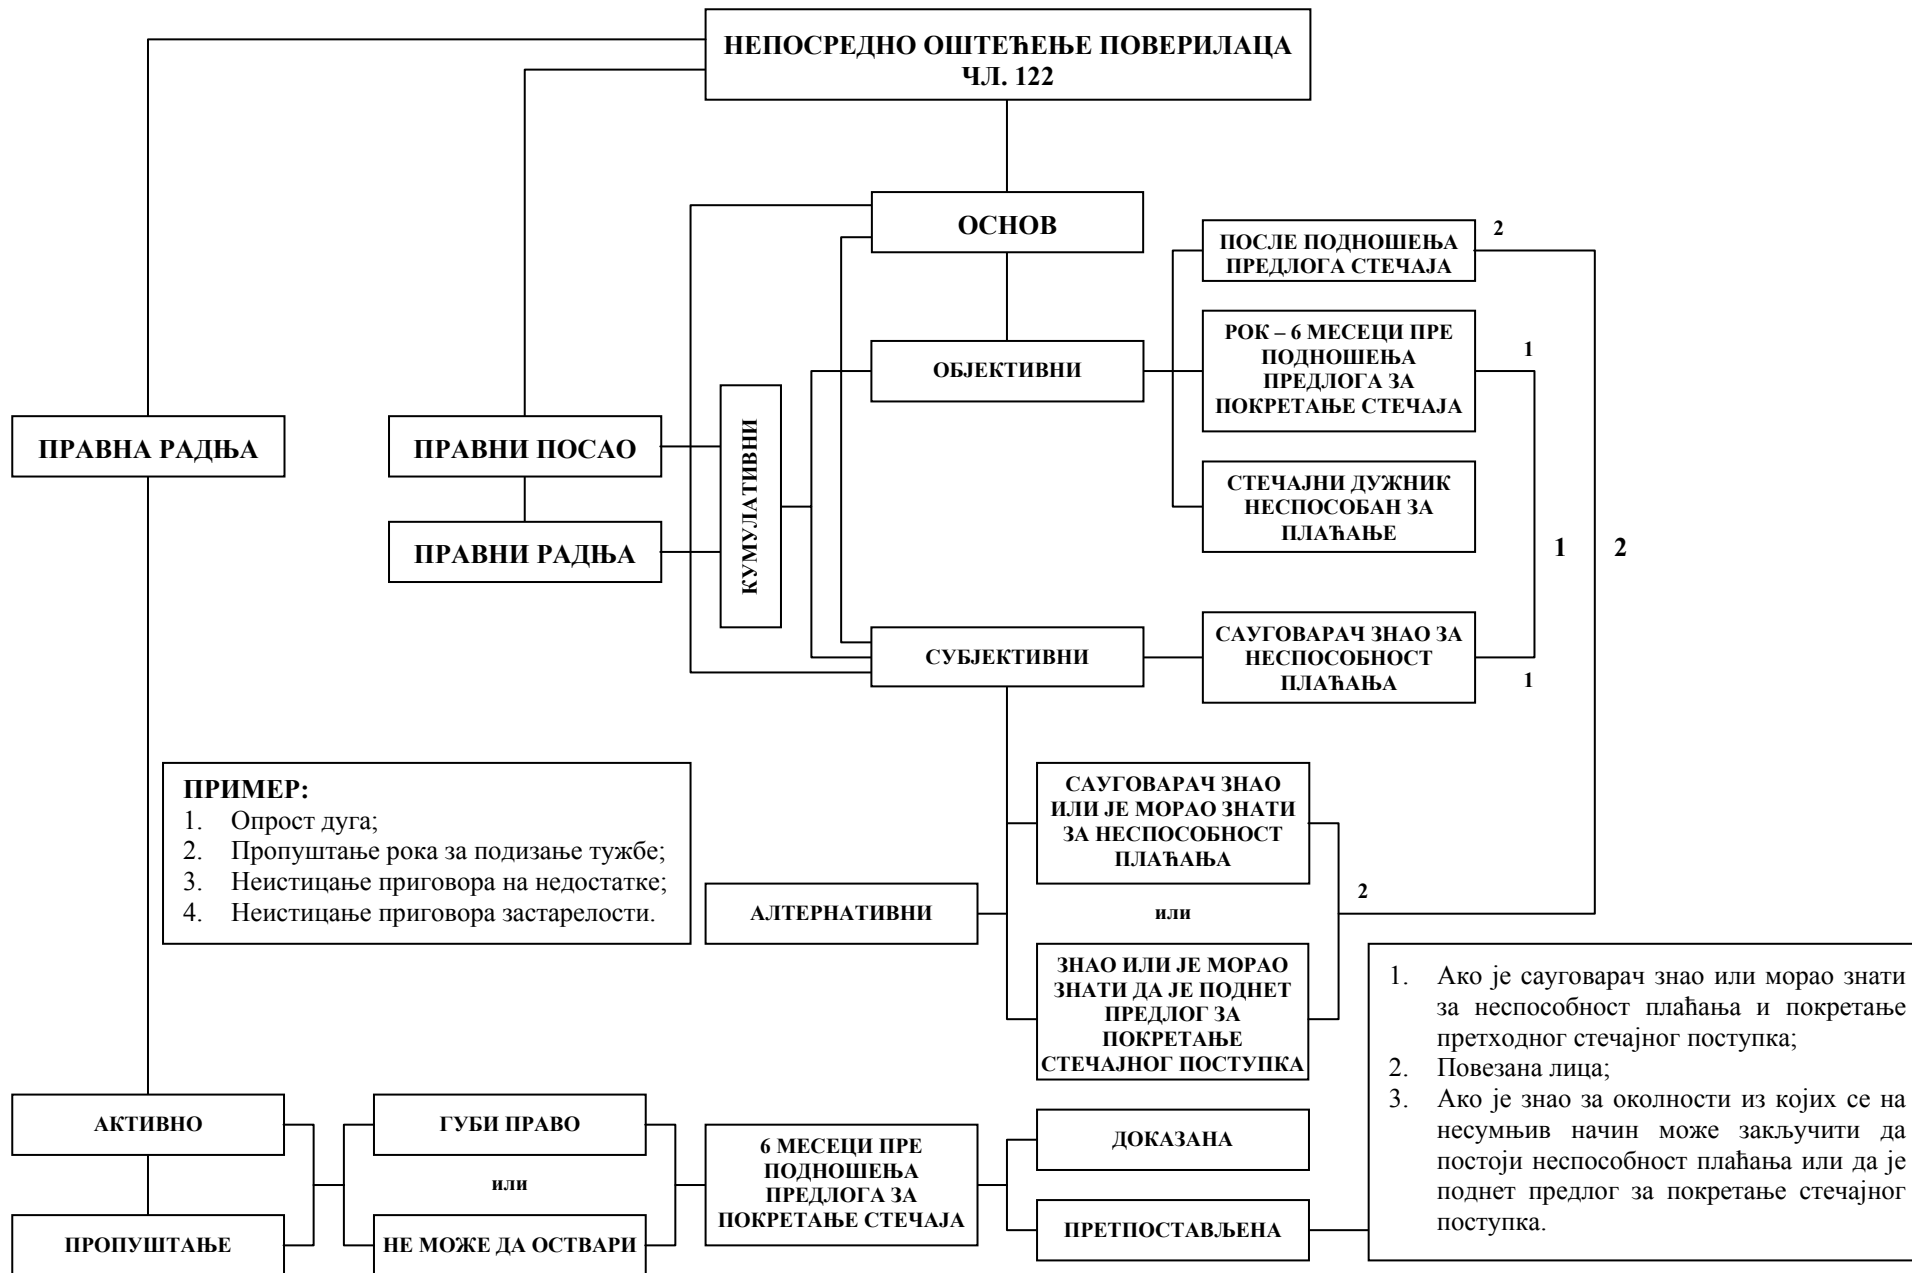 НЕПОСРЕДНО ОШТЕЋЕЊЕ ПОВЕРИЛАЦА
ЧЛ. 122
ОСНОВ
ПОСЛЕ ПОДНОШЕЊА
ПРЕДЛОГА СТЕЧАЈА
2
РОК – 6 МЕСЕЦИ ПРЕ
ПОДНОШЕЊА
ПРЕДЛОГА ЗА
ПОКРЕТАЊЕ СТЕЧАЈА
1
ОБЈЕКТИВНИ
ПРАВНА РАДЊА
ПРАВНИ ПОСАО
КУМУЛАТИВНИ
СТЕЧАЈНИ ДУЖНИК
НЕСПОСОБАН ЗА
ПЛАЋАЊЕ
ПРАВНИ РАДЊА
1
2
СУБЈЕКТИВНИ
САУГОВАРАЧ ЗНАО ЗА
НЕСПОСОБНОСТ
ПЛАЋАЊА
1
ПРИМЕР:
1. Опрост дуга;
2. Пропуштање рока за подизање тужбе;
3. Неистицање приговора на недостатке;
4. Неистицање приговора застарелости.
САУГОВАРАЧ ЗНАО
ИЛИ ЈЕ МОРАО ЗНАТИ
ЗА НЕСПОСОБНОСТ
ПЛАЋАЊА
АЛТЕРНАТИВНИ
или
2
ЗНАО ИЛИ ЈЕ МОРАО
ЗНАТИ ДА ЈЕ ПОДНЕТ
ПРЕДЛОГ ЗА
ПОКРЕТАЊЕ
СТЕЧАЈНОГ ПОСТУПКА
АКТИВНО
ПРОПУШТАЊЕ
ГУБИ ПРАВО
или
НЕ МОЖЕ ДА ОСТВАРИ
6 МЕСЕЦИ ПРЕ
ПОДНОШЕЊА
ПРЕДЛОГА ЗА
ПОКРЕТАЊЕ СТЕЧАЈА
ДОКАЗАНА
ПРЕТПОСТАВЉЕНА
1. Ако је сауговарач знао или морао знати
за неспособност плаћања и покретање
претходног стечајног поступка;
2. Повезана лица;
3. Ако је знао за околности из којих се на
несумњив начин може закључити да
постоји неспособност плаћања или да је
поднет предлог за покретање стечајног
поступка.